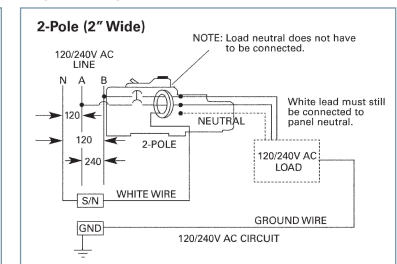 2-Pole (2" Wide)
NOTE: Load neutral does not have
to be connected.
120/240V AC
LINE
N A B
White lead must still
be connected to
panel neutral.
120
NEUTRAL
120
2-POLE
240
120/240V AC
LOAD
WHITE WIRE
S/N
GROUND WIRE
GND
120/240V AC CIRCUIT